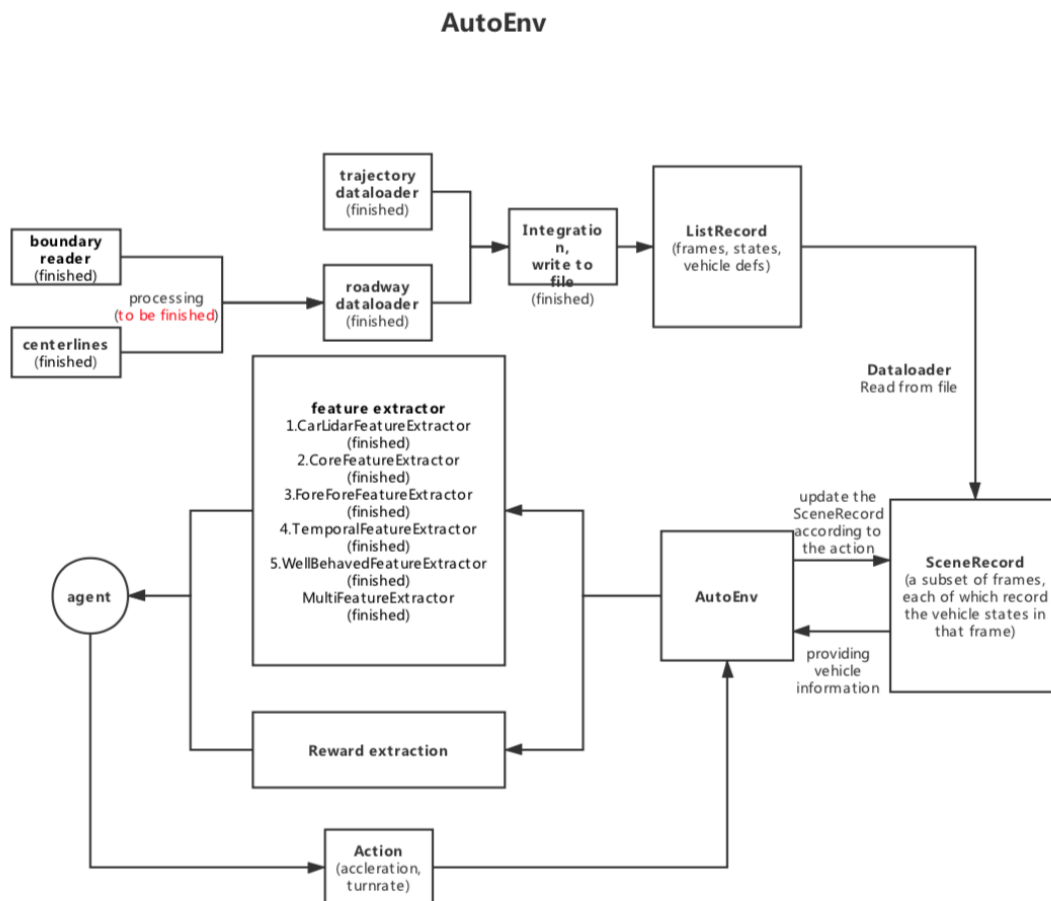 AutoEnv
trajectory
dataloader
(finished)
boundary
reader
(finished)
processing
(to be finished)
centerlines
(finished)
roadway
dataloader
(finished)
Integratio
n,
write to
file
(finished)
ListRecord
(frames, states,
vehicle defs)
Dataloader
Read from file
feature extractor
1.CarLidarFeatureExtractor
(finished)
2.CoreFeatureExtractor
(finished)
3.ForeForeFeatureExtractor
(finished)
4.TemporalFeatureExtractor
(finished)
5.WellBehavedFeatureExtractor
(finished)
MultiFeatureExtractor
(finished)
agent
AutoEnv
update the
SceneRecord
according to
the action
SceneRecord
(a subset of frames,
each of which record
the vehicle states in
that frame)
providing
vehicle
information
Reward extraction
Action
(accleration,
turnrate)